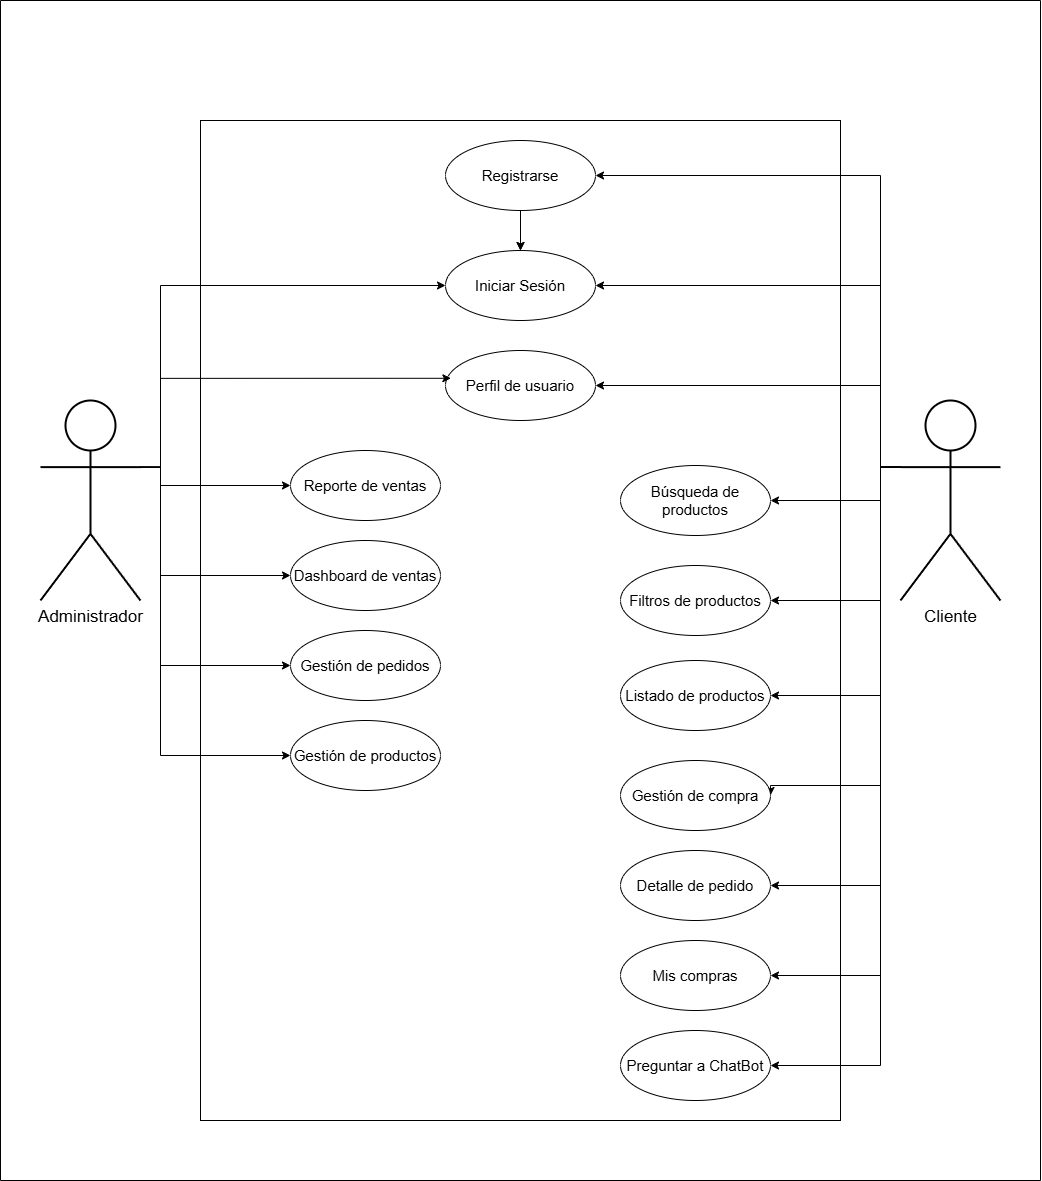 Registrarse
Iniciar Sesión
Perfil de usuario
Reporte de ventas
Dashboard de ventas
Gestión de pedidos
Gestión de productos
Administrador
Búsqueda de
productos
Filtros de productos
Listado de productos
Gestión de compra
Detalle de pedido
Mis compras
Preguntar a ChatBot
Cliente